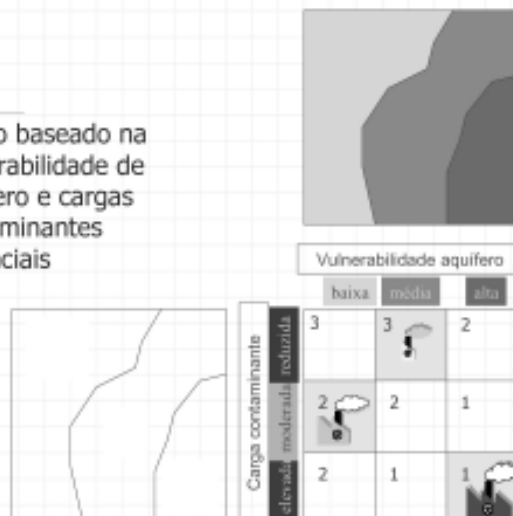 o baseado na
rabilidade de
ero e cargas
minantes
ciais
Vulnerabilidade aquífero
baixa média alta
Carga contaminante
reduzida
3 3 2
moderada
2 2 1
elevada
2 1 1